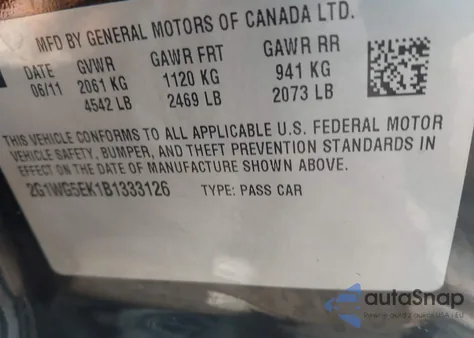 MFD BY GENERAL MOTORS OF CANADA LTD.
DATE GVWR GAWR FRT GAWR RR
06/11 2061 KG 1120 KG 941 KG
4542 LB 2469 LB 2073 LB
THIS VEHICLE CONFORMS TO ALL APPLICABLE U.S. FEDERAL MOTOR
VEHICLE SAFETY, BUMPER, AND THEFT PREVENTION STANDARDS IN
EFFECT ON THE DATE OF MANUFACTURE SHOWN ABOVE.
2G1WG5EK1B1333126 TYPE: PASS CAR
autoSnap